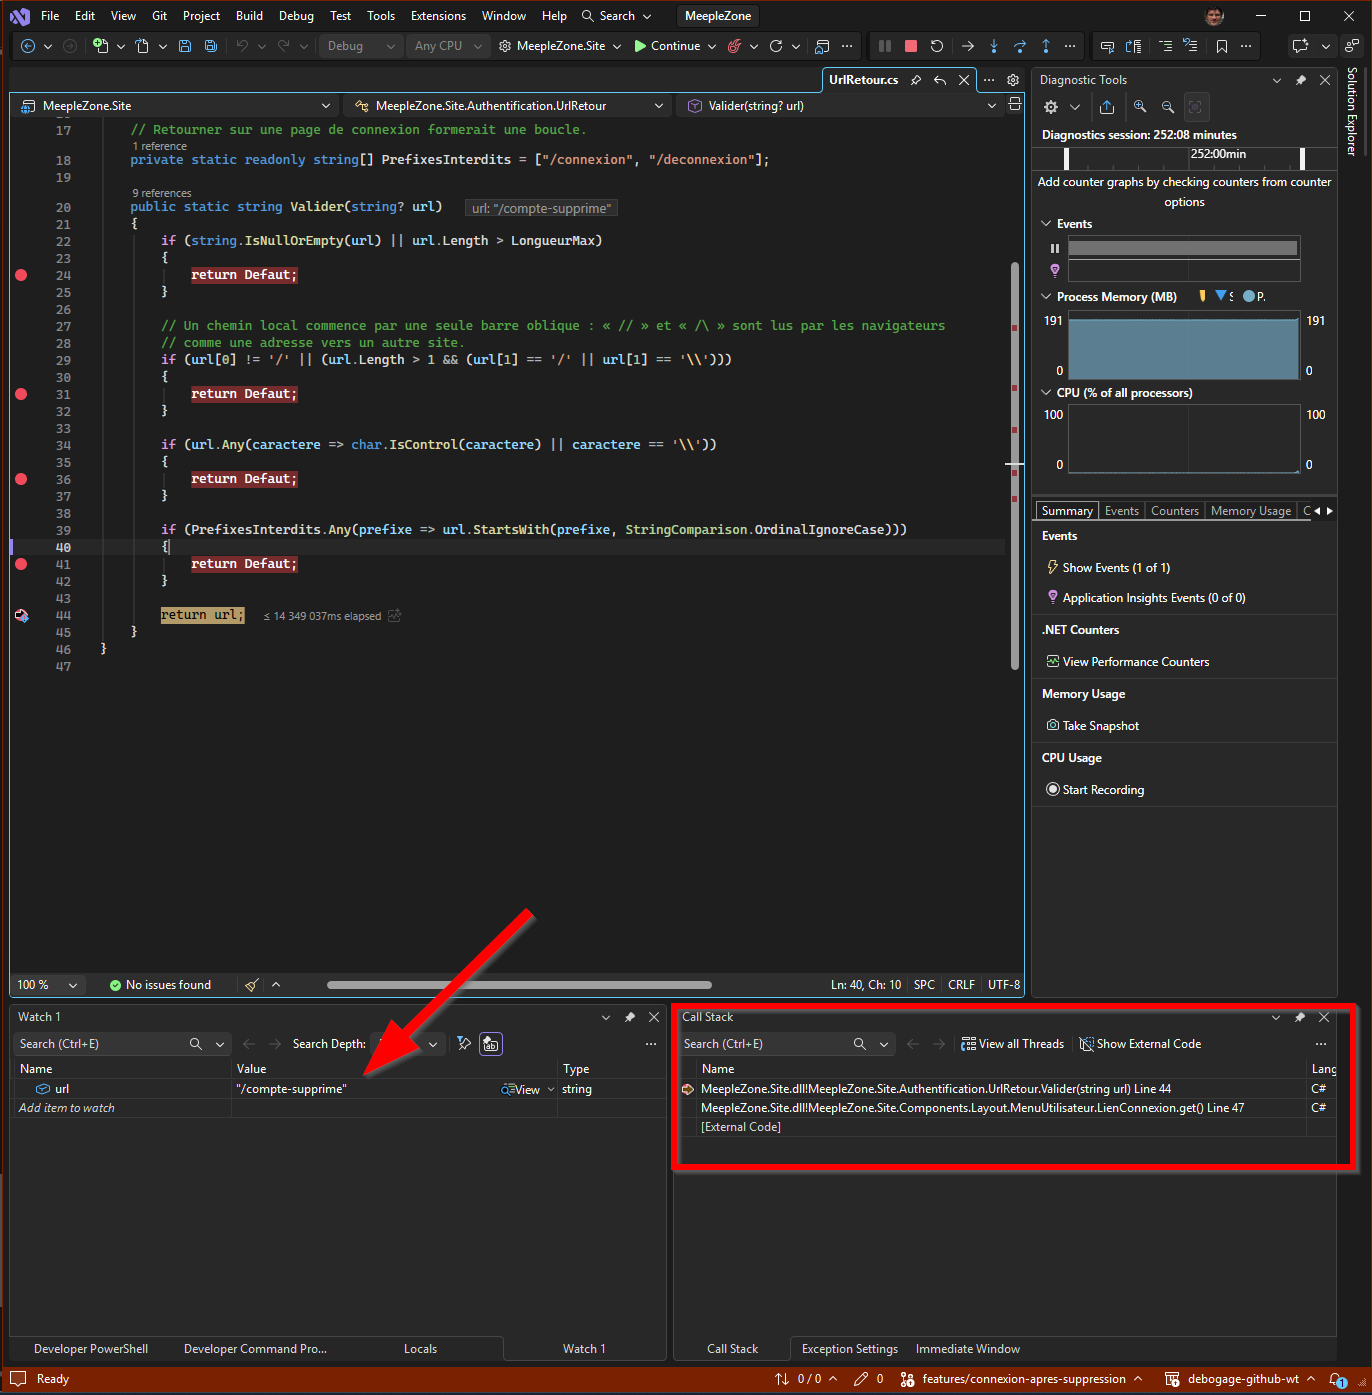 File Edit View Git Project Build Debug Test Tools Extensions Window Help Search MeepleZone
Debug Any CPU MeepleZone.Site Continue
UrlRetour.cs
MeepleZone.Site MeepleZone.Site.Authentification.UrlRetour Valider(string? url)
17 // Retourner sur une page de connexion formerait une boucle.
1 reference
18 private static readonly string[] PrefixesInterdits = ["/connexion", "/deconnexion"];
19
9 references
20 public static string Valider(string? url) url: "/compte-supprime"
21 {
22 if (string.IsNullOrEmpty(url) || url.Length > LongueurMax)
23 {
24 return Defaut;
25 }
26
27 // Un chemin local commence par une seule barre oblique : « // » et « /\ » sont lus par les navigateurs
28 // comme une adresse vers un autre site.
29 if (url[0] != '/' || (url.Length > 1 && (url[1] == '/' || url[1] == '\\')))
30 {
31 return Defaut;
32 }
33
34 if (url.Any(caractere => char.IsControl(caractere) || caractere == '\\'))
35 {
36 return Defaut;
37 }
38
39 if (PrefixesInterdits.Any(prefixe => url.StartsWith(prefixe, StringComparison.OrdinalIgnoreCase)))
40 {
41 return Defaut;
42 }
43
44 return url; ≤ 14 349 037ms elapsed
45 }
46 }
47
100 % No issues found Ln: 40, Ch: 10 SPC CRLF UTF-8
Diagnostic Tools
Diagnostics session: 252:08 minutes
252:00min
Add counter graphs by checking counters from counter
options
Events
Process Memory (MB) S P.
191 191
0 0
CPU (% of all processors)
100 100
0 0
Summary Events Counters Memory Usage C
Events
Show Events (1 of 1)
Application Insights Events (0 of 0)
.NET Counters
View Performance Counters
Memory Usage
Take Snapshot
CPU Usage
Start Recording
Solution Explorer
Watch 1
Search (Ctrl+E) Search Depth:
Name Value Type
url "/compte-supprime" View string
Add item to watch
Developer PowerShell Developer Command Pro... Locals Watch 1
Call Stack
Search (Ctrl+E) View all Threads Show External Code
Name Lang
MeepleZone.Site.dll!MeepleZone.Site.Authentification.UrlRetour.Valider(string url) Line 44 C#
MeepleZone.Site.dll!MeepleZone.Site.Components.Layout.MenuUtilisateur.LienConnexion.get() Line 47 C#
[External Code]
Call Stack Exception Settings Immediate Window
Ready 0 / 0 0 features/connexion-apres-suppression debogage-github-wt 1